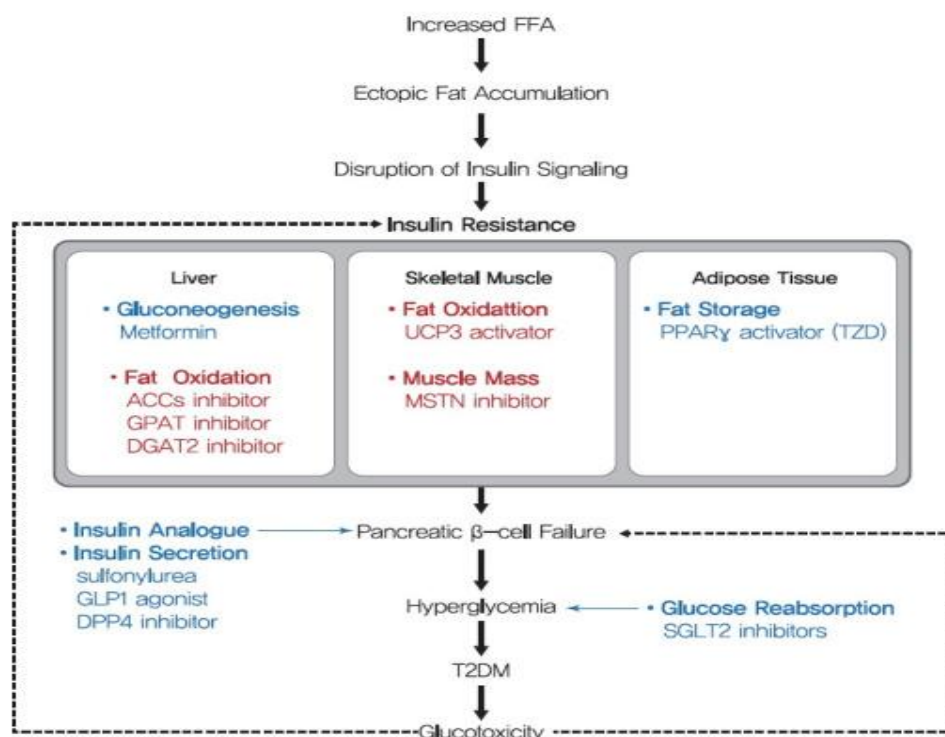 Increased FFA
Ectopic Fat Accumulation
Disruption of Insulin Signaling
Insulin Resistance
Liver
• Gluconeogenesis
Metformin
• Fat Oxidation
ACCs inhibitor
GPAT inhibitor
DGAT2 inhibitor
Skeletal Muscle
• Fat Oxidattion
UCP3 activator
• Muscle Mass
MSTN inhibitor
Adipose Tissue
• Fat Storage
PPARɣ activator (TZD)
• Insulin Analogue
• Insulin Secretion
sulfonylurea
GLP1 agonist
DPP4 inhibitor
Pancreatic β-cell Failure
Hyperglycemia
• Glucose Reabsorption
SGLT2 inhibitors
T2DM
Glucotoxicity